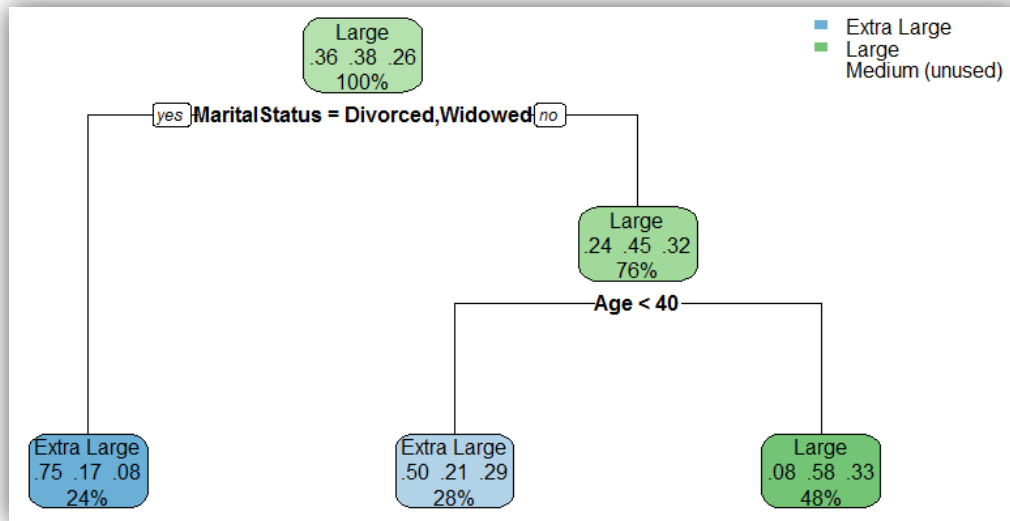 Large
.36 .38 .26
100%
Extra Large
Large
Medium (unused)
yes MaritalStatus = Divorced,Widowed no
Large
.24 .45 .32
76%
Age < 40
Extra Large
.75 .17 .08
24%
Extra Large
.50 .21 .29
28%
Large
.08 .58 .33
48%